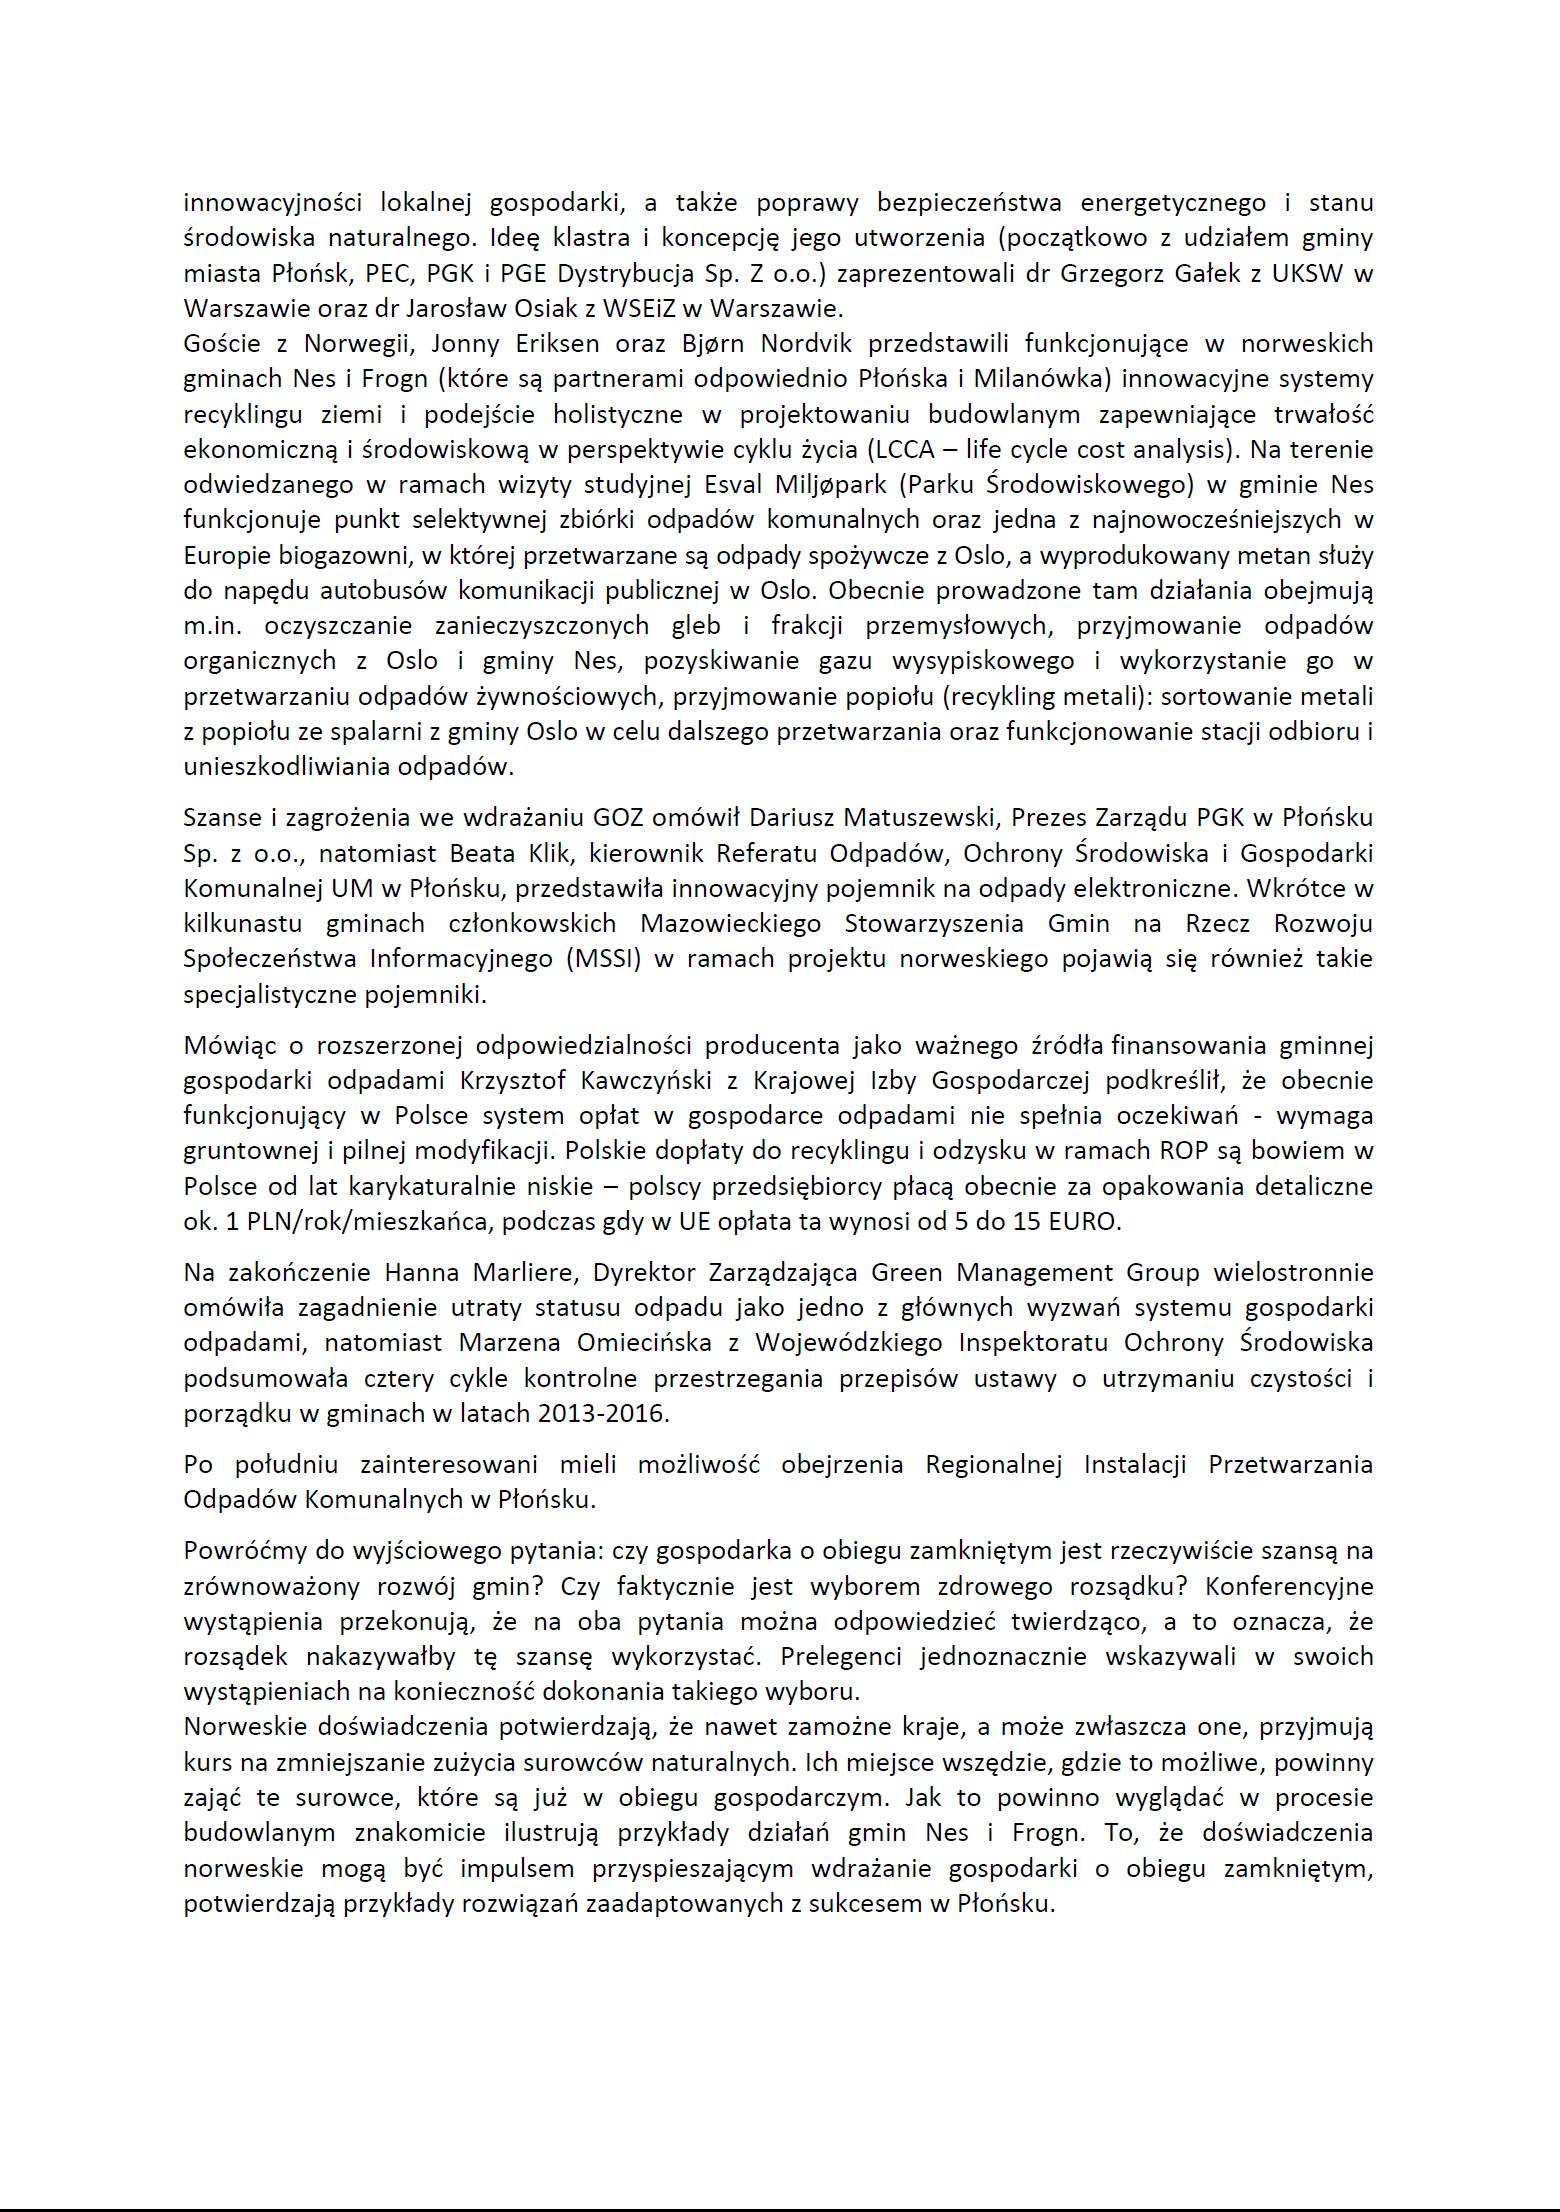 innowacyjności lokalnej gospodarki, a także poprawy bezpieczeństwa energetycznego i stanu
środowiska naturalnego. Ideę klastra i koncepcję jego utworzenia (początkowo z udziałem gminy
miasta Płońsk, PEC, PGK i PGE Dystrybucja Sp. Z o.o.) zaprezentowali dr Grzegorz Gałek z UKSW w
Warszawie oraz dr Jarosław Osiak z WSEiZ w Warszawie.
Goście z Norwegii, Jonny Eriksen oraz Bjørn Nordvik przedstawili funkcjonujące w norweskich
gminach Nes i Frogn (które są partnerami odpowiednio Płońska i Milanówka) innowacyjne systemy
recyklingu ziemi i podejście holistyczne w projektowaniu budowlanym zapewniające trwałość
ekonomiczną i środowiskową w perspektywie cyklu życia (LCCA – life cycle cost analysis). Na terenie
odwiedzanego w ramach wizyty studyjnej Esval Miljøpark (Parku Środowiskowego) w gminie Nes
funkcjonuje punkt selektywnej zbiórki odpadów komunalnych oraz jedna z najnowocześniejszych w
Europie biogazowni, w której przetwarzane są odpady spożywcze z Oslo, a wyprodukowany metan służy
do napędu autobusów komunikacji publicznej w Oslo. Obecnie prowadzone tam działania obejmują
m.in. oczyszczanie zanieczyszczonych gleb i frakcji przemysłowych, przyjmowanie odpadów
organicznych z Oslo i gminy Nes, pozyskiwanie gazu wysypiskowego i wykorzystanie go w
przetwarzaniu odpadów żywnościowych, przyjmowanie popiołu (recykling metali): sortowanie metali
z popiołu ze spalarni z gminy Oslo w celu dalszego przetwarzania oraz funkcjonowanie stacji odbioru i
unieszkodliwiania odpadów.
Szanse i zagrożenia we wdrażaniu GOZ omówił Dariusz Matuszewski, Prezes Zarządu PGK w Płońsku
Sp. z o.o., natomiast Beata Klik, kierownik Referatu Odpadów, Ochrony Środowiska i Gospodarki
Komunalnej UM w Płońsku, przedstawiła innowacyjny pojemnik na odpady elektroniczne. Wkrótce w
kilkunastu gminach członkowskich Mazowieckiego Stowarzyszenia Gmin na Rzecz Rozwoju
Społeczeństwa Informacyjnego (MSSI) w ramach projektu norweskiego pojawią się również takie
specjalistyczne pojemniki.
Mówiąc o rozszerzonej odpowiedzialności producenta jako ważnego źródła finansowania gminnej
gospodarki odpadami Krzysztof Kawczyński z Krajowej Izby Gospodarczej podkreślił, że obecnie
funkcjonujący w Polsce system opłat w gospodarce odpadami nie spełnia oczekiwań - wymaga
gruntownej i pilnej modyfikacji. Polskie dopłaty do recyklingu i odzysku w ramach ROP są bowiem w
Polsce od lat karykaturalnie niskie – polscy przedsiębiorcy płacą obecnie za opakowania detaliczne
ok. 1 PLN/rok/mieszkańca, podczas gdy w UE opłata ta wynosi od 5 do 15 EURO.
Na zakończenie Hanna Marliere, Dyrektor Zarządzająca Green Management Group wielostronnie
omówiła zagadnienie utraty statusu odpadu jako jedno z głównych wyzwań systemu gospodarki
odpadami, natomiast Marzena Omiecińska z Wojewódzkiego Inspektoratu Ochrony Środowiska
podsumowała cztery cykle kontrolne przestrzegania przepisów ustawy o utrzymaniu czystości i
porządku w gminach w latach 2013-2016.
Po południu zainteresowani mieli możliwość obejrzenia Regionalnej Instalacji Przetwarzania
Odpadów Komunalnych w Płońsku.
Powróćmy do wyjściowego pytania: czy gospodarka o obiegu zamkniętym jest rzeczywiście szansą na
zrównoważony rozwój gmin? Czy faktycznie jest wyborem zdrowego rozsądku? Konferencyjne
wystąpienia przekonują, że na oba pytania można odpowiedzieć twierdząco, a to oznacza, że
rozsądek nakazywałby tę szansę wykorzystać. Prelegenci jednoznacznie wskazywali w swoich
wystąpieniach na konieczność dokonania takiego wyboru.
Norweskie doświadczenia potwierdzają, że nawet zamożne kraje, a może zwłaszcza one, przyjmują
kurs na zmniejszanie zużycia surowców naturalnych. Ich miejsce wszędzie, gdzie to możliwe, powinny
zająć te surowce, które są już w obiegu gospodarczym. Jak to powinno wyglądać w procesie
budowlanym znakomicie ilustrują przykłady działań gmin Nes i Frogn. To, że doświadczenia
norweskie mogą być impulsem przyspieszającym wdrażanie gospodarki o obiegu zamkniętym,
potwierdzają przykłady rozwiązań zaadaptowanych z sukcesem w Płońsku.